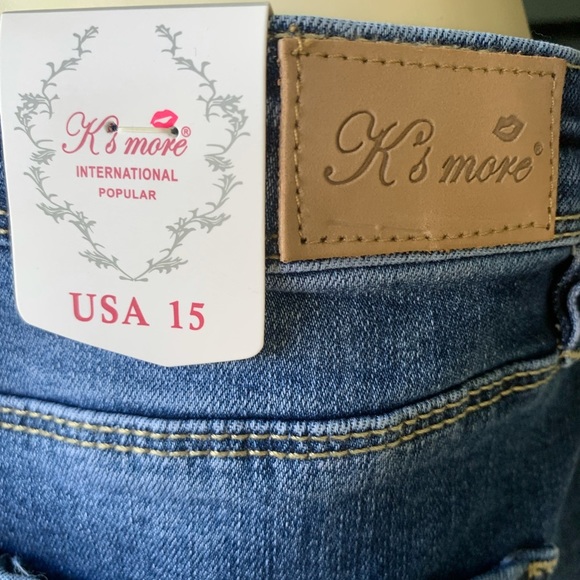 K's more®
INTERNATIONAL
POPULAR
USA 15
K's more®